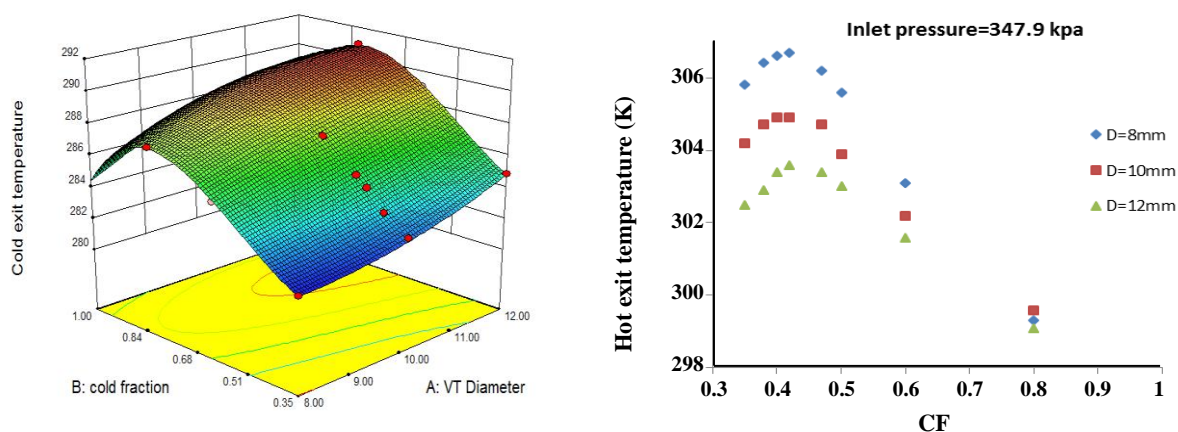 292
290
288
286
284
282
280
Cold exit temperature
1.00
0.84
0.68
0.51
0.35
B: cold fraction
8.00
9.00
10.00
11.00
12.00
A: VT Diameter
Inlet pressure=347.9 kpa
Hot exit temperature (K)
306
304
302
300
298
0.3 0.4 0.5 0.6 0.7 0.8 0.9 1
CF
D=8mm
D=10mm
D=12mm